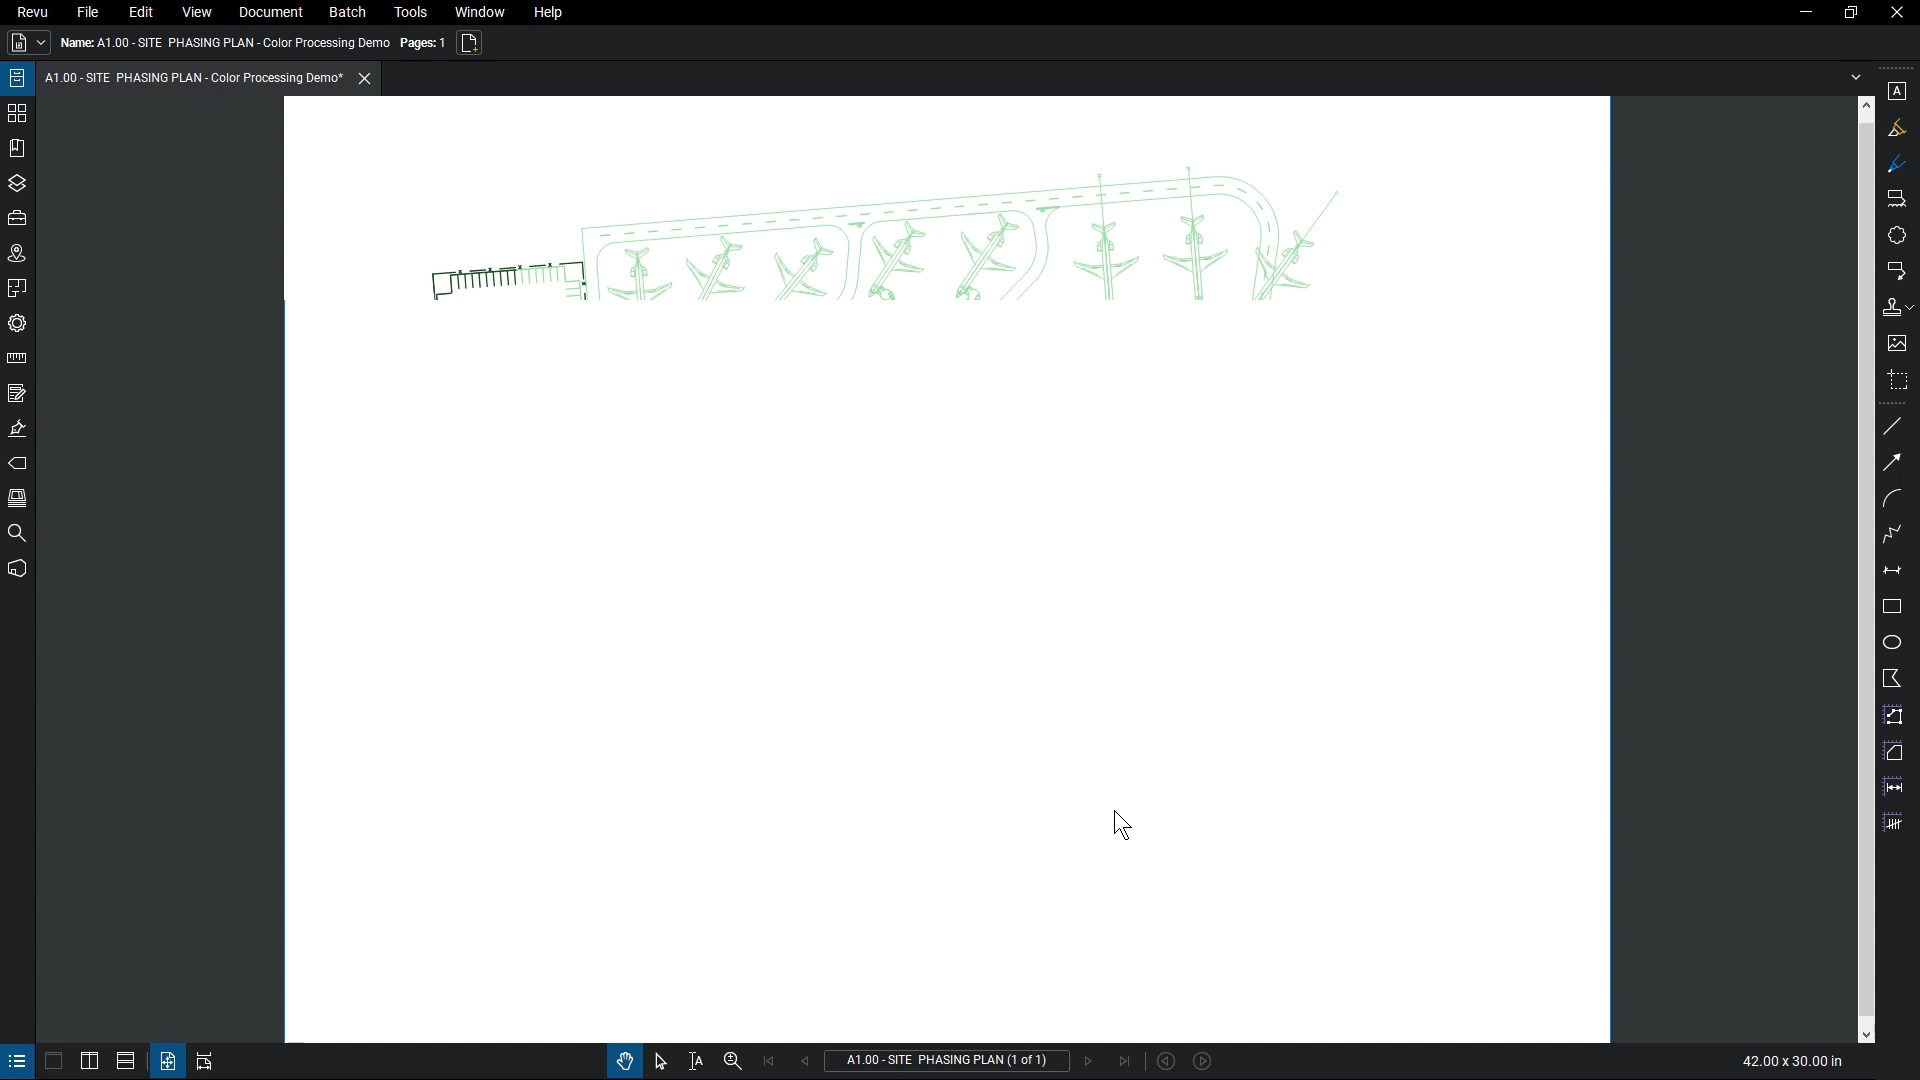 Revu File Edit View Document Batch Tools Window Help
Name: A1.00 - SITE PHASING PLAN - Color Processing Demo Pages: 1
A1.00 - SITE PHASING PLAN - Color Processing Demo*
A1.00 - SITE PHASING PLAN (1 of 1)
42.00 x 30.00 in